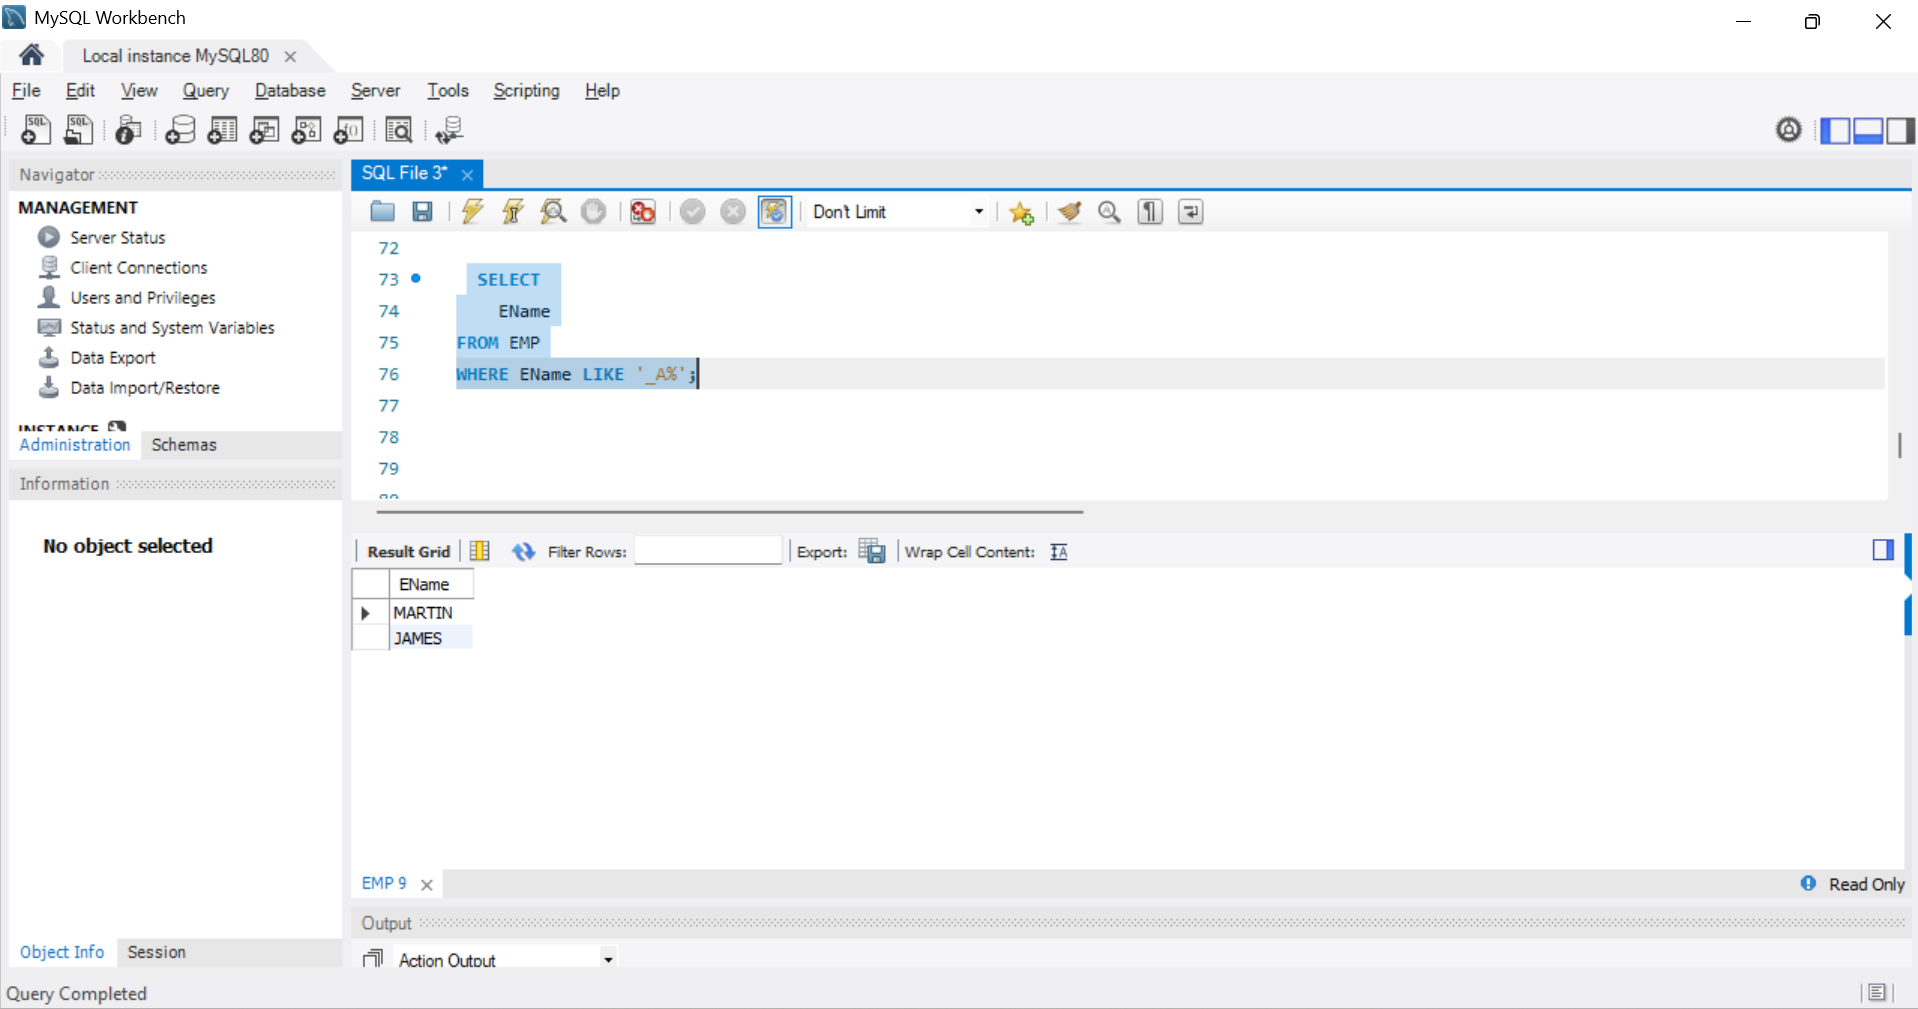 MySQL Workbench
Local instance MySQL80
File Edit View Query Database Server Tools Scripting Help
Navigator
MANAGEMENT
Server Status
Client Connections
Users and Privileges
Status and System Variables
Data Export
Data Import/Restore
INSTANCE
Administration Schemas
Information
No object selected
Object Info Session
SQL File 3*
Don't Limit
72
73 SELECT
74 EName
75 FROM EMP
76 WHERE EName LIKE '_A%';
77
78
79
80
Result Grid Filter Rows: Export: Wrap Cell Content:
EName
MARTIN
JAMES
EMP 9 Read Only
Output
Action Output
Query Completed